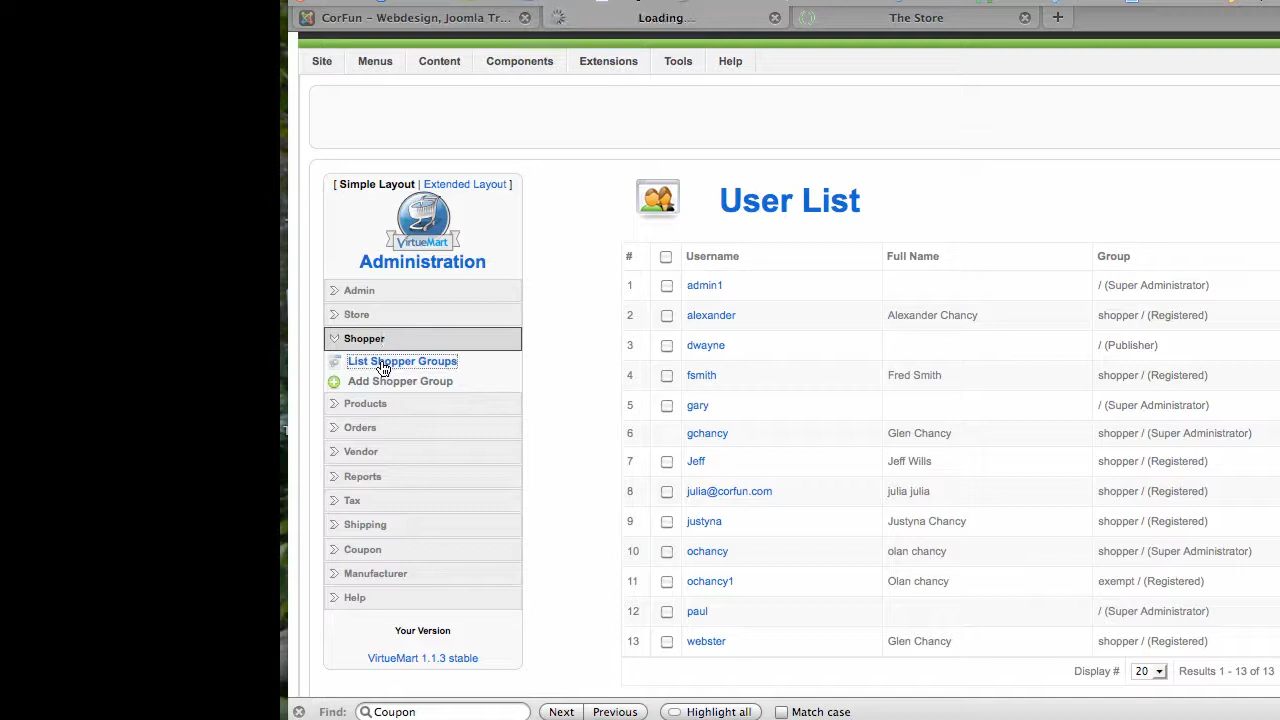 CorFun - Webdesign, Joomla Tr...
Loading...
The Store
Site Menus Content Components Extensions Tools Help
[ Simple Layout | Extended Layout ]
VirtueMart
Administration
Admin
Store
Shopper
List Shopper Groups
Add Shopper Group
Products
Orders
Vendor
Reports
Tax
Shipping
Coupon
Manufacturer
Help
Your Version
VirtueMart 1.1.3 stable
User List
# Username Full Name Group
1 admin1 / (Super Administrator)
2 alexander Alexander Chancy shopper / (Registered)
3 dwayne / (Publisher)
4 fsmith Fred Smith shopper / (Registered)
5 gary / (Super Administrator)
6 gchancy Glen Chancy shopper / (Super Administrator)
7 Jeff Jeff Wills shopper / (Registered)
8 julia@corfun.com julia julia shopper / (Registered)
9 justyna Justyna Chancy shopper / (Registered)
10 ochancy olan chancy shopper / (Super Administrator)
11 ochancy1 Olan chancy exempt / (Registered)
12 paul / (Super Administrator)
13 webster Glen Chancy shopper / (Registered)
Display # 20 Results 1 - 13 of 13
Find: Coupon Next Previous Highlight all Match case